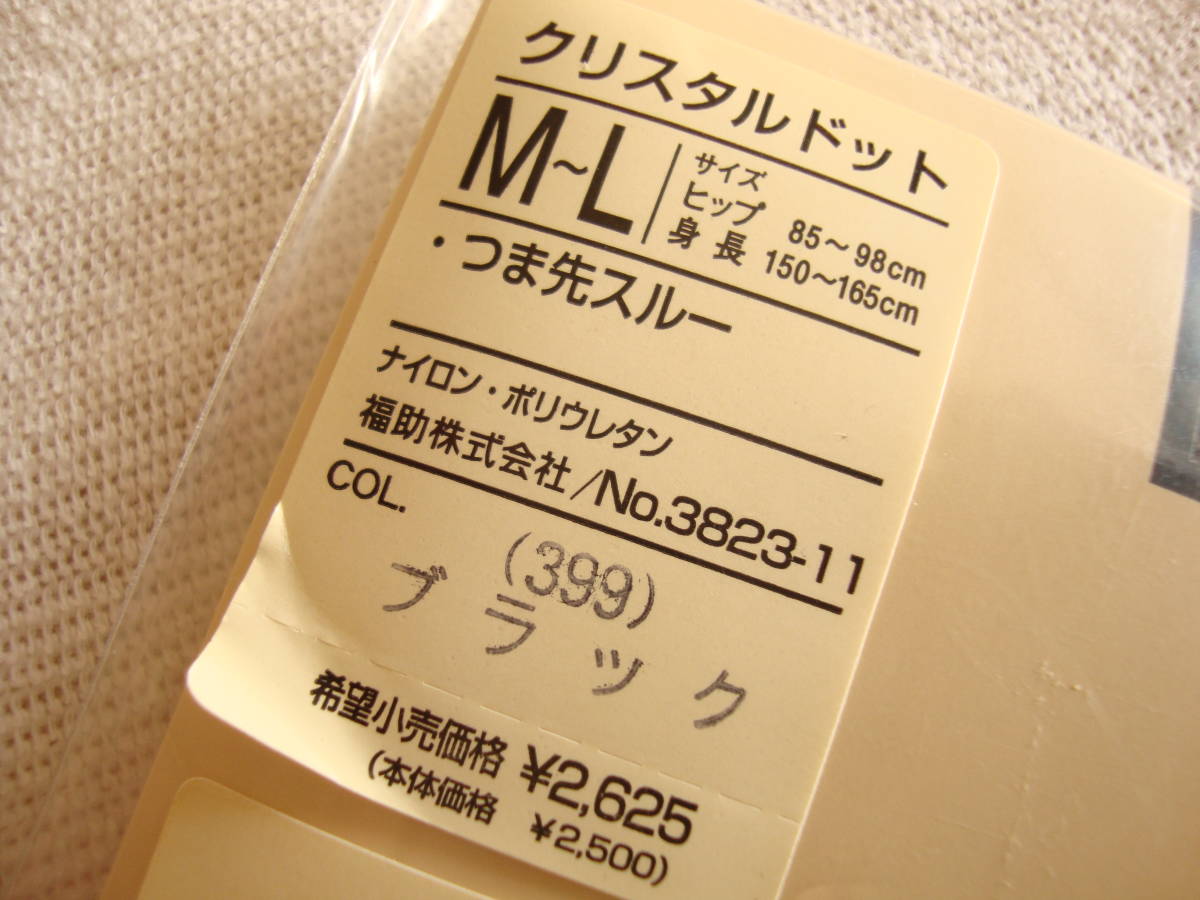 クリスタルドット
M~L
サイズ
ヒップ 85～98cm
身長 150～165cm
・つま先スルー
ナイロン・ポリウレタン
福助株式会社/No.3823-11
COL.
(399)
ブラック
希望小売価格 ¥2,625
(本体価格 ¥2,500)